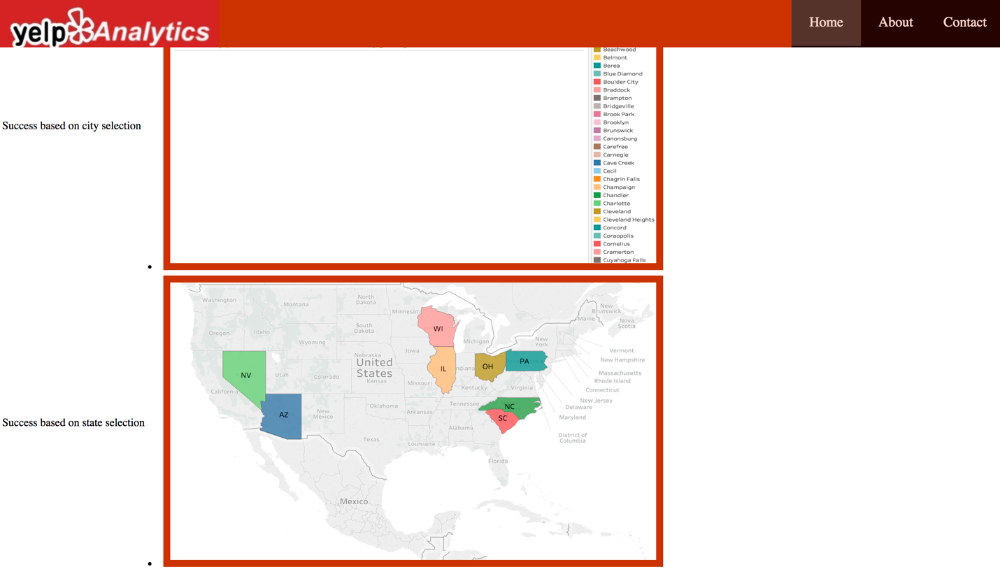 yelp Analytics
Home
About
Contact
Success based on city selection
Beachwood
Belmont
Berea
Blue Diamond
Boulder City
Braddock
Brampton
Bridgeville
Brook Park
Brooklyn
Brunswick
Canonsburg
Carefree
Carnegie
Cave Creek
Cecil
Chagrin Falls
Champaign
Chandler
Charlotte
Cleveland
Cleveland Heights
Concord
Coraopolis
Cornelius
Cramerton
Cuyahoga Falls
Success based on state selection
Washington
Montana
North
Dakota
Minnesot
WI
Maine
New
Brunswick
Nova
Scotia
Oregon
Idaho
South
Dakota
Michigan
New
York
Wyoming
Iowa
Vermont
Nebraska
New Hampshire
NV
Utah
Colorado
United
States
Kansas
Missouri
IL
ndiana
OH
PA
Massachusetts
Rhode Island
Connecticut
California
Kentucky
Virginia
New Jersey
Delaware
Maryland
AZ
New
Mexico
Oklahoma
Arkansas
Tennessee
NC
SC
Texas
Louisiana
Alabama
District of
Columbia
Florida
Mexico